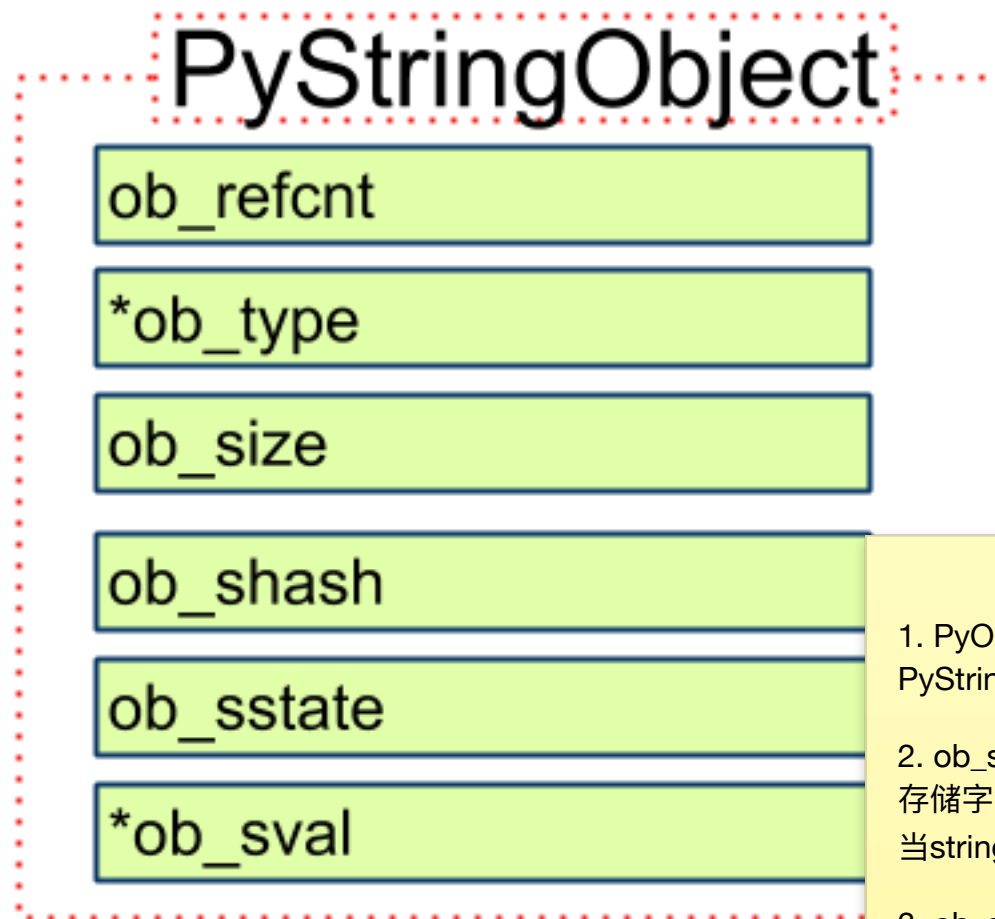 PyStringObject
ob_refcnt
*ob_type
ob_size
ob_shash
ob_sstate
*ob_sval
1. PyO
PyStrin
2. ob_s
存储字
当string